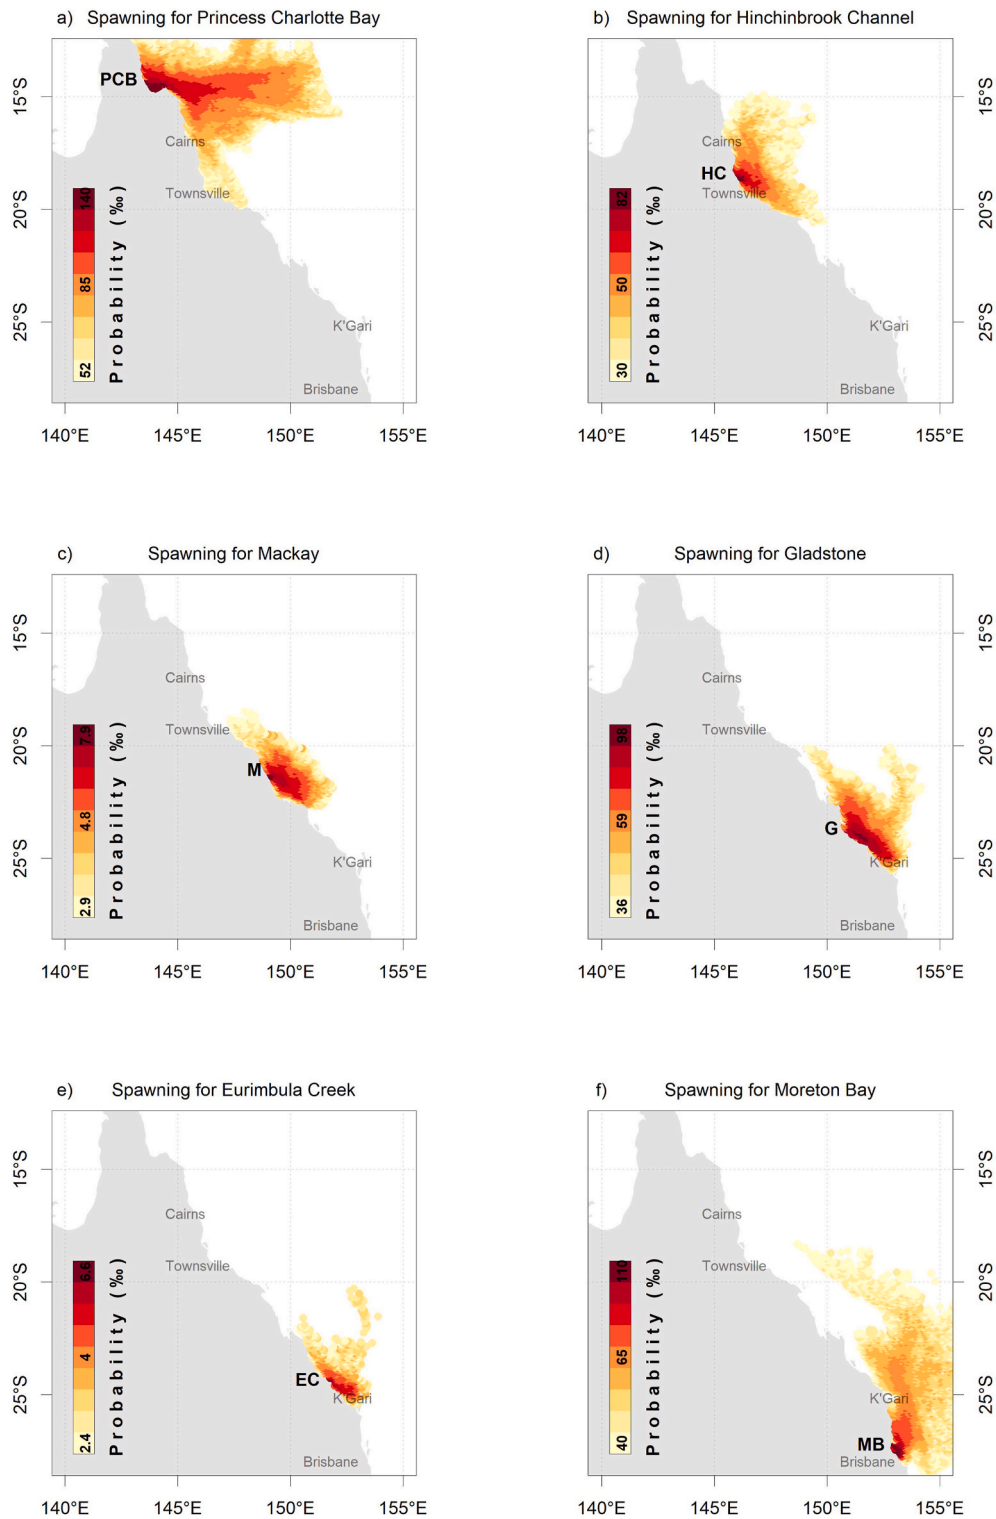 a) Spawning for Princess Charlotte Bay
PCB
15°S
Cairns
Townsville
20°S
25°S
K'Gari
Brisbane
140
85
52
Probability (‰)
140°E 145°E 150°E 155°E
b) Spawning for Hinchinbrook Channel
15°S
Cairns
HC
Townsville
20°S
25°S
K'Gari
Brisbane
82
50
30
Probability (‰)
140°E 145°E 150°E 155°E
c) Spawning for Mackay
15°S
Cairns
Townsville
20°S
M
25°S
K'Gari
Brisbane
7.9
4.8
2.9
Probability (‰)
140°E 145°E 150°E 155°E
d) Spawning for Gladstone
15°S
Cairns
Townsville
20°S
G
25°S
K'Gari
Brisbane
98
59
36
Probability (‰)
140°E 145°E 150°E 155°E
e) Spawning for Eurimbula Creek
15°S
Cairns
Townsville
20°S
EC
25°S
K'Gari
Brisbane
6.6
4
2.4
Probability (‰)
140°E 145°E 150°E 155°E
f) Spawning for Moreton Bay
15°S
Cairns
Townsville
20°S
25°S
K'Gari
MB
Brisbane
110
65
40
Probability (‰)
140°E 145°E 150°E 155°E